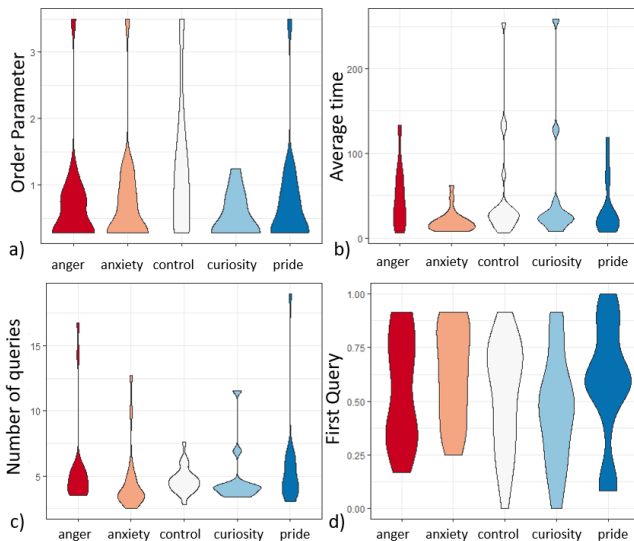 Order Parameter
3
2
1
a)
anger anxiety control curiosity pride
Average time
200
150
100
50
0
b)
anger anxiety control curiosity pride
Number of queries
15
10
5
c)
anger anxiety control curiosity pride
First Query
1.00
0.75
0.50
0.25
0.00
d)
anger anxiety control curiosity pride